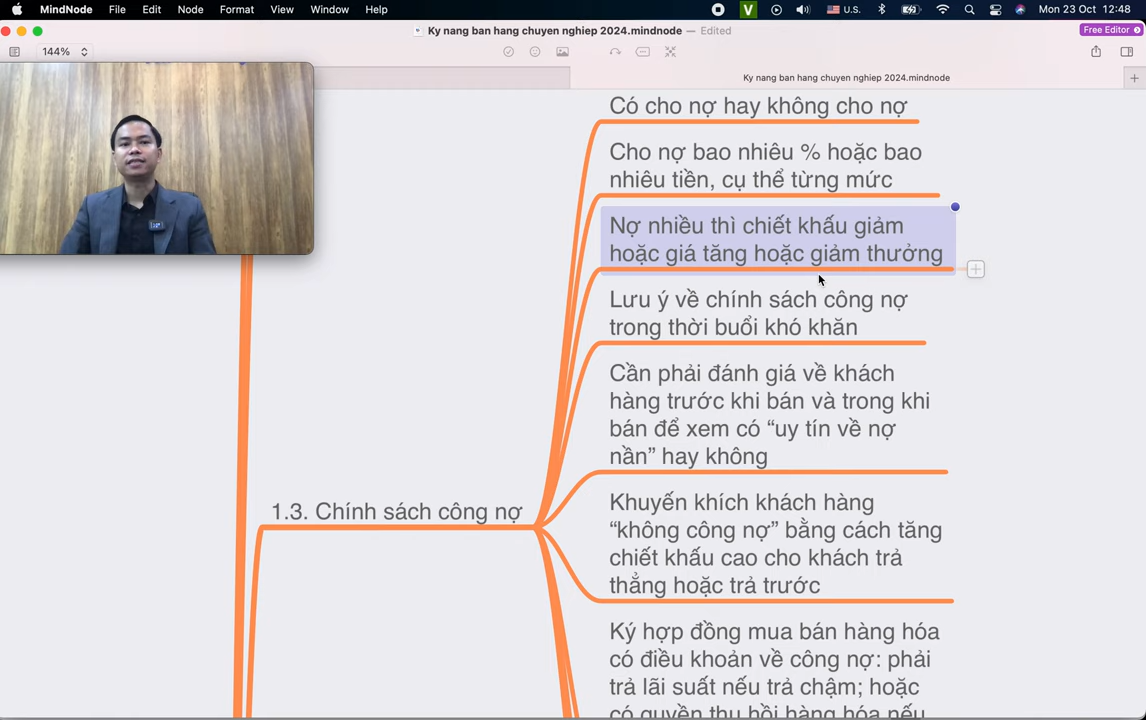 MindNode File Edit Node Format View Window Help
V
U.S.
Mon 23 Oct 12:48
Ky nang ban hang chuyen nghiep 2024.mindnode — Edited
Free Editor
144%
Ky nang ban hang chuyen nghiep 2024.mindnode
Có cho nợ hay không cho nợ
Cho nợ bao nhiêu % hoặc bao
nhiêu tiền, cụ thể từng mức
Nợ nhiều thì chiết khấu giảm
hoặc giá tăng hoặc giảm thưởng
Lưu ý về chính sách công nợ
trong thời buổi khó khăn
Cần phải đánh giá về khách
hàng trước khi bán và trong khi
bán để xem có “uy tín về nợ
nần” hay không
1.3. Chính sách công nợ
Khuyến khích khách hàng
“không công nợ” bằng cách tăng
chiết khấu cao cho khách trả
thẳng hoặc trả trước
Ký hợp đồng mua bán hàng hóa
có điều khoản về công nợ: phải
trả lãi suất nếu trả chậm; hoặc
có quyền thu hồi hàng hóa nếu